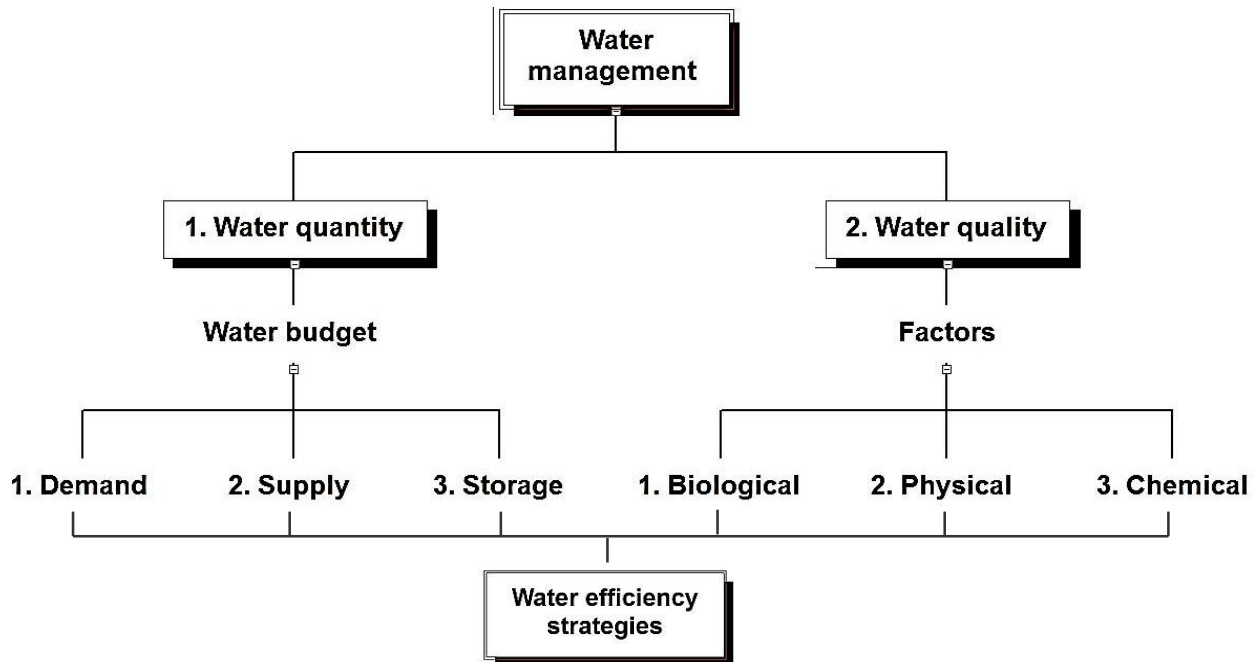 Water
management
1. Water quantity
2. Water quality
Water budget
Factors
1. Demand
2. Supply
3. Storage
1. Biological
2. Physical
3. Chemical
Water efficiency
strategies